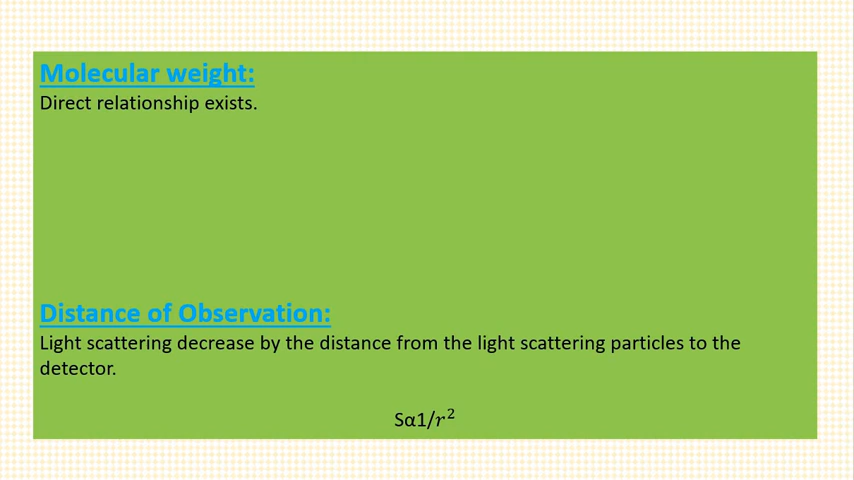 Molecular weight:
Direct relationship exists.
Distance of Observation:
Light scattering decrease by the distance from the light scattering particles to the
detector.
Sα1/r²